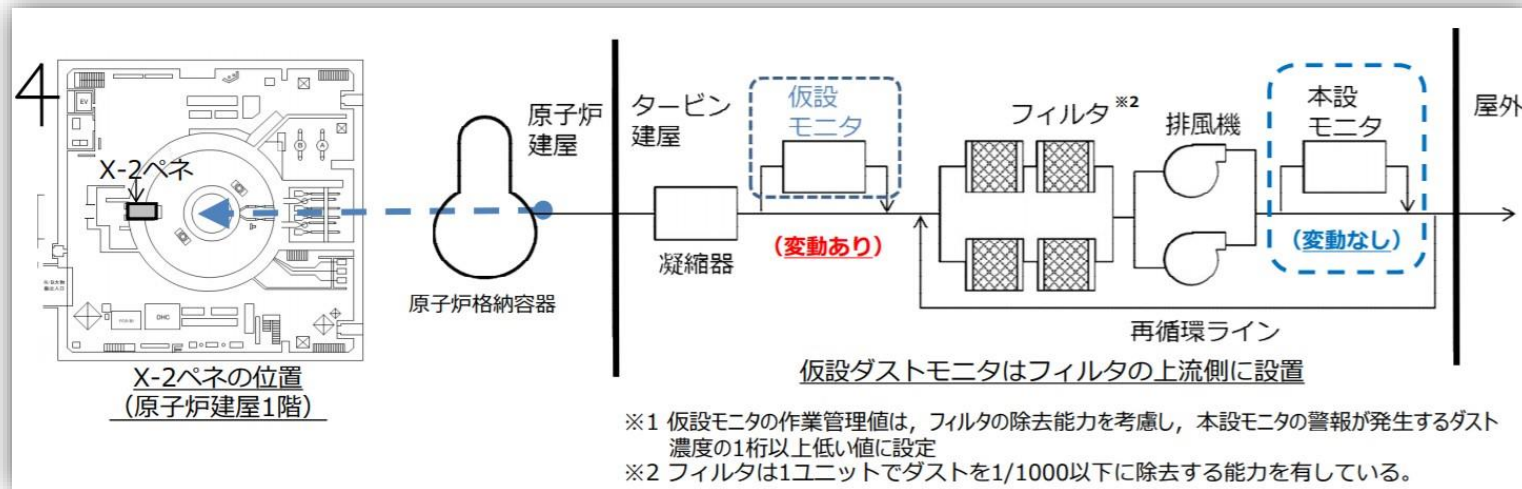 4
EV
X-2ペネ
DHC
X-2ペネの位置
（原子炉建屋1階）
原子炉格納容器
原子炉
建屋
タービン
建屋
凝縮器
仮設
モニタ
（変動あり）
フィルタ※2
排風機
本設
モニタ
（変動なし）
屋外
再循環ライン
仮設ダストモニタはフィルタの上流側に設置
※1 仮設モニタの作業管理値は，フィルタの除去能力を考慮し，本設モニタの警報が発生するダスト
濃度の1桁以上低い値に設定
※2 フィルタは1ユニットでダストを1/1000以下に除去する能力を有している。